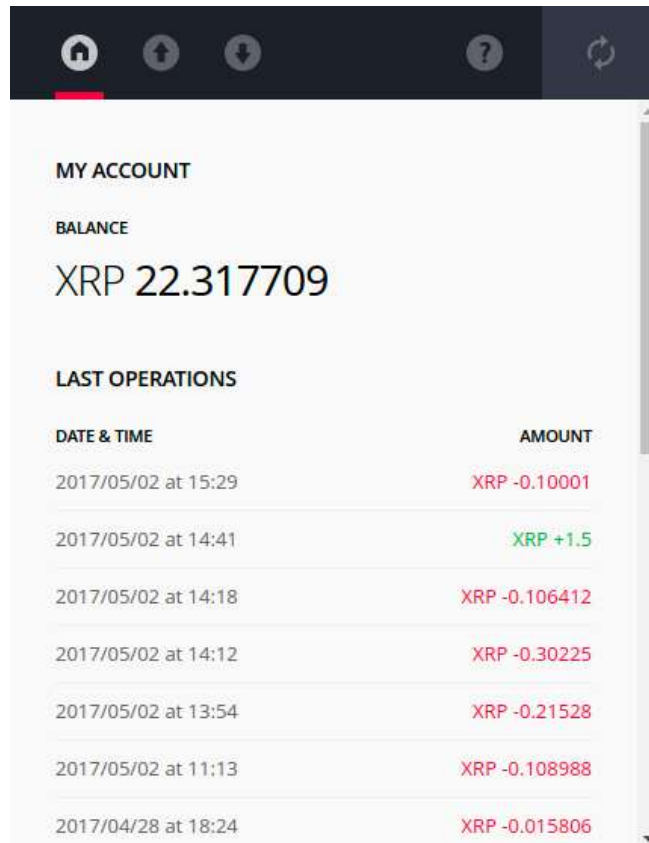 ?
MY ACCOUNT
BALANCE
XRP 22.317709
LAST OPERATIONS
DATE & TIME AMOUNT
2017/05/02 at 15:29 XRP -0.10001
2017/05/02 at 14:41 XRP +1.5
2017/05/02 at 14:18 XRP -0.106412
2017/05/02 at 14:12 XRP -0.30225
2017/05/02 at 13:54 XRP -0.21528
2017/05/02 at 11:13 XRP -0.108988
2017/04/28 at 18:24 XRP -0.015806